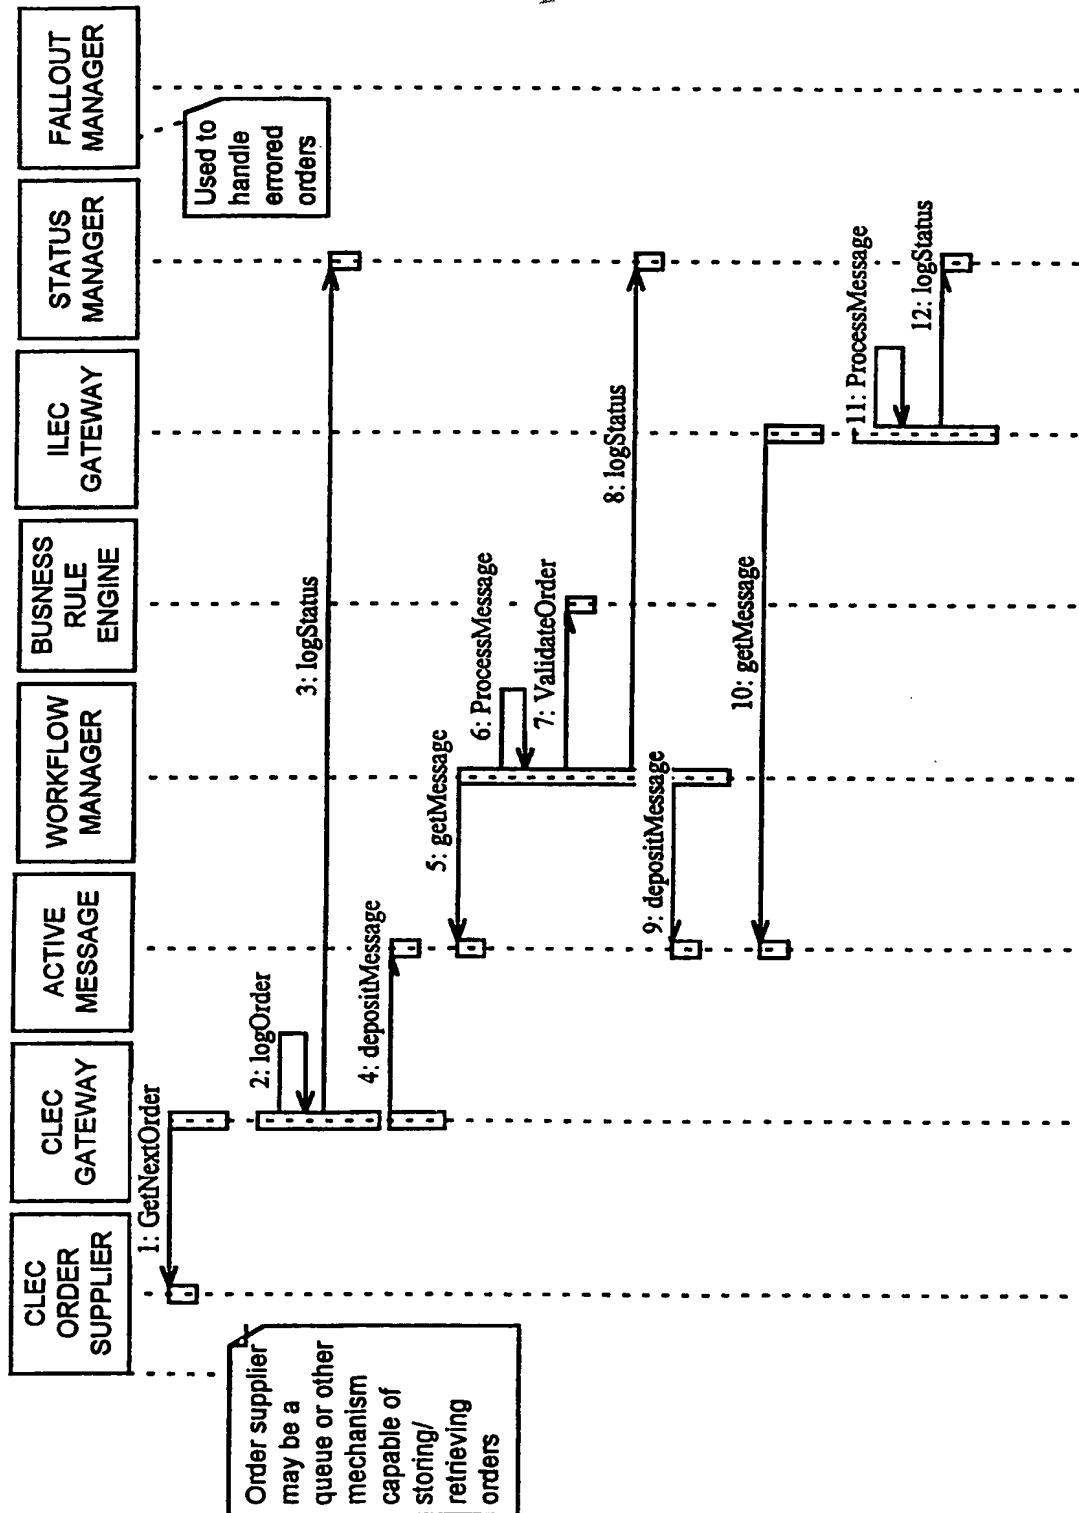 CLEC
ORDER
SUPPLIER
CLEC
GATEWAY
ACTIVE
MESSAGE
WORKFLOW
MANAGER
BUSNESS
RULE
ENGINE
ILEC
GATEWAY
STATUS
MANAGER
FALLOUT
MANAGER
Order supplier
may be a
queue or other
mechanism
capable of
storing/
retrieving
orders
Used to
handle
errored
orders
1: GetNextOrder
2: logOrder
3: logStatus
4: depositMessage
5: getMessage
6: ProcessMessage
7: ValidateOrder
8: logStatus
9: depositMessage
10: getMessage
11: ProcessMessage
12: logStatus